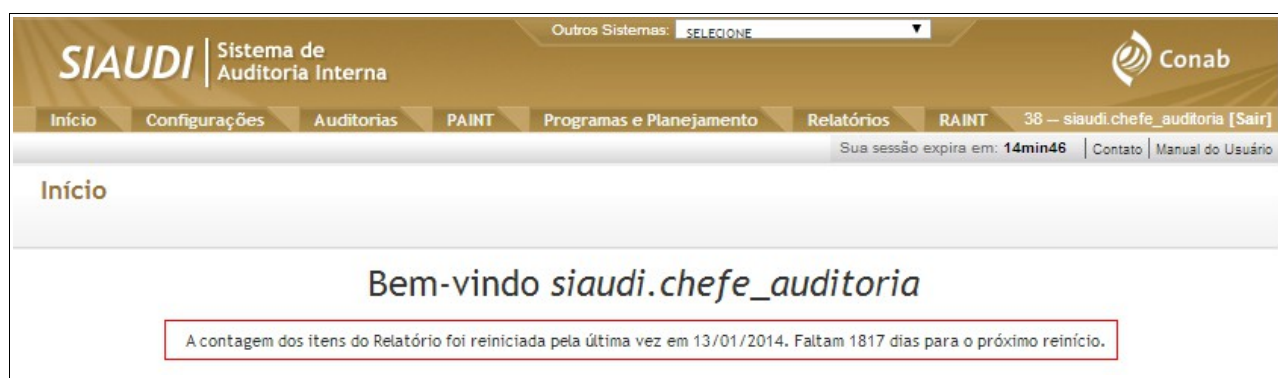 Outros Sistemas: SELECIONE
SIAUDI Sistema de
Auditoria Interna
Conab
Início Configurações Auditorias PAINT Programas e Planejamento Relatórios RAINT 38 — siaudi.chefe_auditoria [Sair]
Sua sessão expira em: 14min46 | Contato | Manual do Usuário
Início
Bem-vindo siaudi.chefe_auditoria
A contagem dos itens do Relatório foi reiniciada pela última vez em 13/01/2014. Faltam 1817 dias para o próximo reinício.